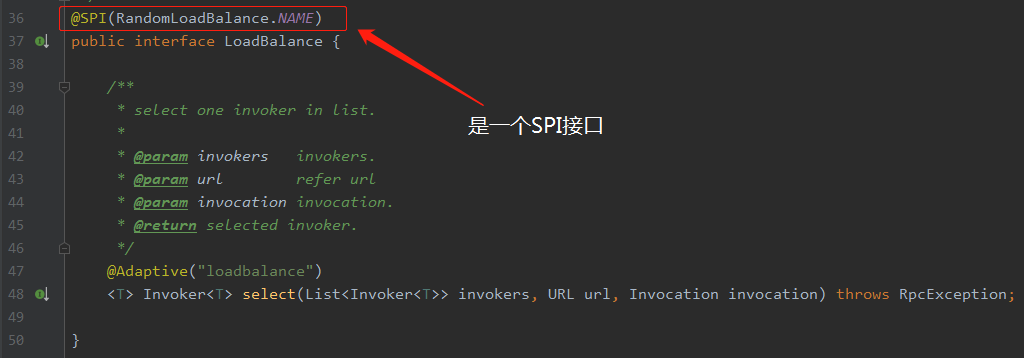 36 @SPI(RandomLoadBalance.NAME)
37 public interface LoadBalance {
38
39 /**
40 * select one invoker in list.
41 *
是一个SPI接口
42 * @param invokers invokers.
43 * @param url refer url
44 * @param invocation invocation.
45 * @return selected invoker.
46 */
47 @Adaptive("loadbalance")
48 <T> Invoker<T> select(List<Invoker<T>> invokers, URL url, Invocation invocation) throws RpcException;
49
50 }